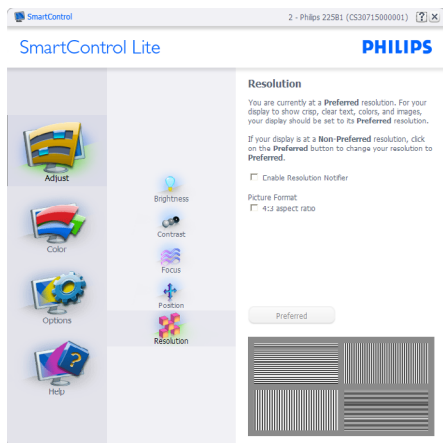 SmartControl
2 - Philips 225B1 (CS30715000001)
SmartControl Lite
PHILIPS
Adjust
Color
Options
Help
Brightness
Contrast
Focus
Position
Resolution
Resolution
You are currently at a Preferred resolution. For your
display to show crisp, clear text, colors, and images,
your display should be set to its Preferred resolution.
If your display is at a Non-Preferred resolution, click
on the Preferred button to change your resolution to
Preferred.
Enable Resolution Notifier
Picture Format
4:3 aspect ratio
Preferred